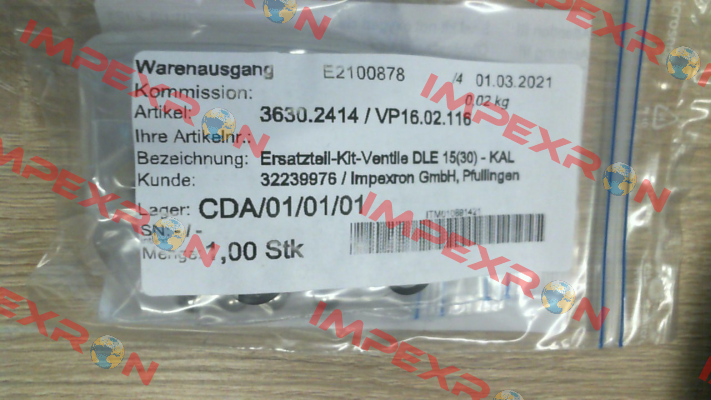 Warenausgang E2100878 /4 01.03.2021
Kommission: 0,02 kg
Artikel: 3630.2414 / VP16.02.116
Ihre Artikelnr.:
Bezeichnung: Ersatzteil-Kit-Ventile DLE 15(30) - KAL
Kunde: 32239976 / Impexron GmbH, Pfullingen
Lager: CDA/01/01/01
SN: - / -
Menge: 1,00 Stk
IMPEXRON
IMPEXRON
IMPEXRON
IMPEXRON
IMPEXRON
IMPEXRON